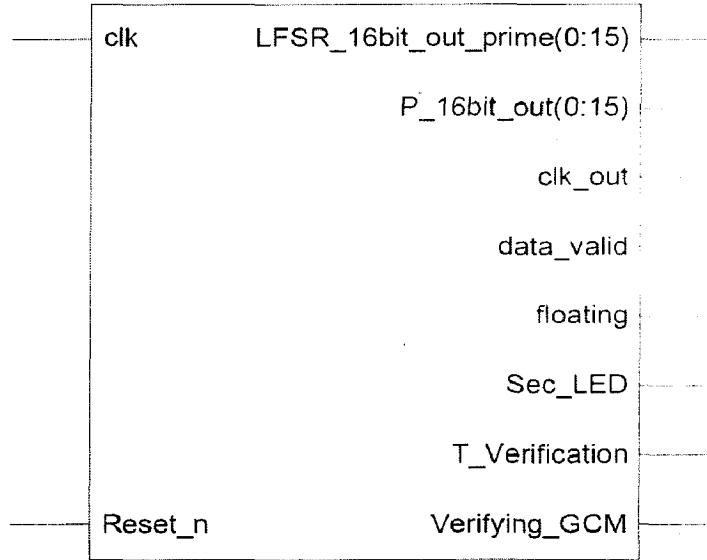 clk LFSR_16bit_out_prime(0:15)
P_16bit_out(0:15)
clk_out
data_valid
floating
Sec_LED
T_Verification
Reset_n Verifying_GCM